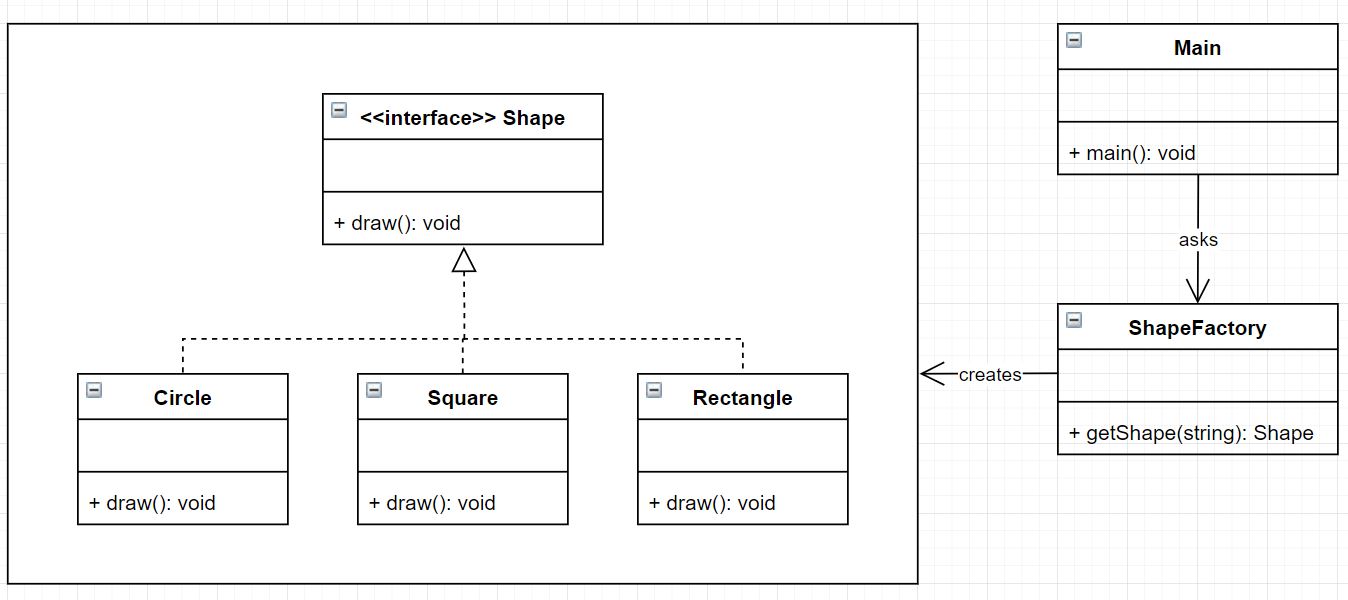 <<interface>> Shape
+ draw(): void
Circle
+ draw(): void
Square
+ draw(): void
Rectangle
+ draw(): void
Main
+ main(): void
asks
ShapeFactory
+ getShape(string): Shape
creates